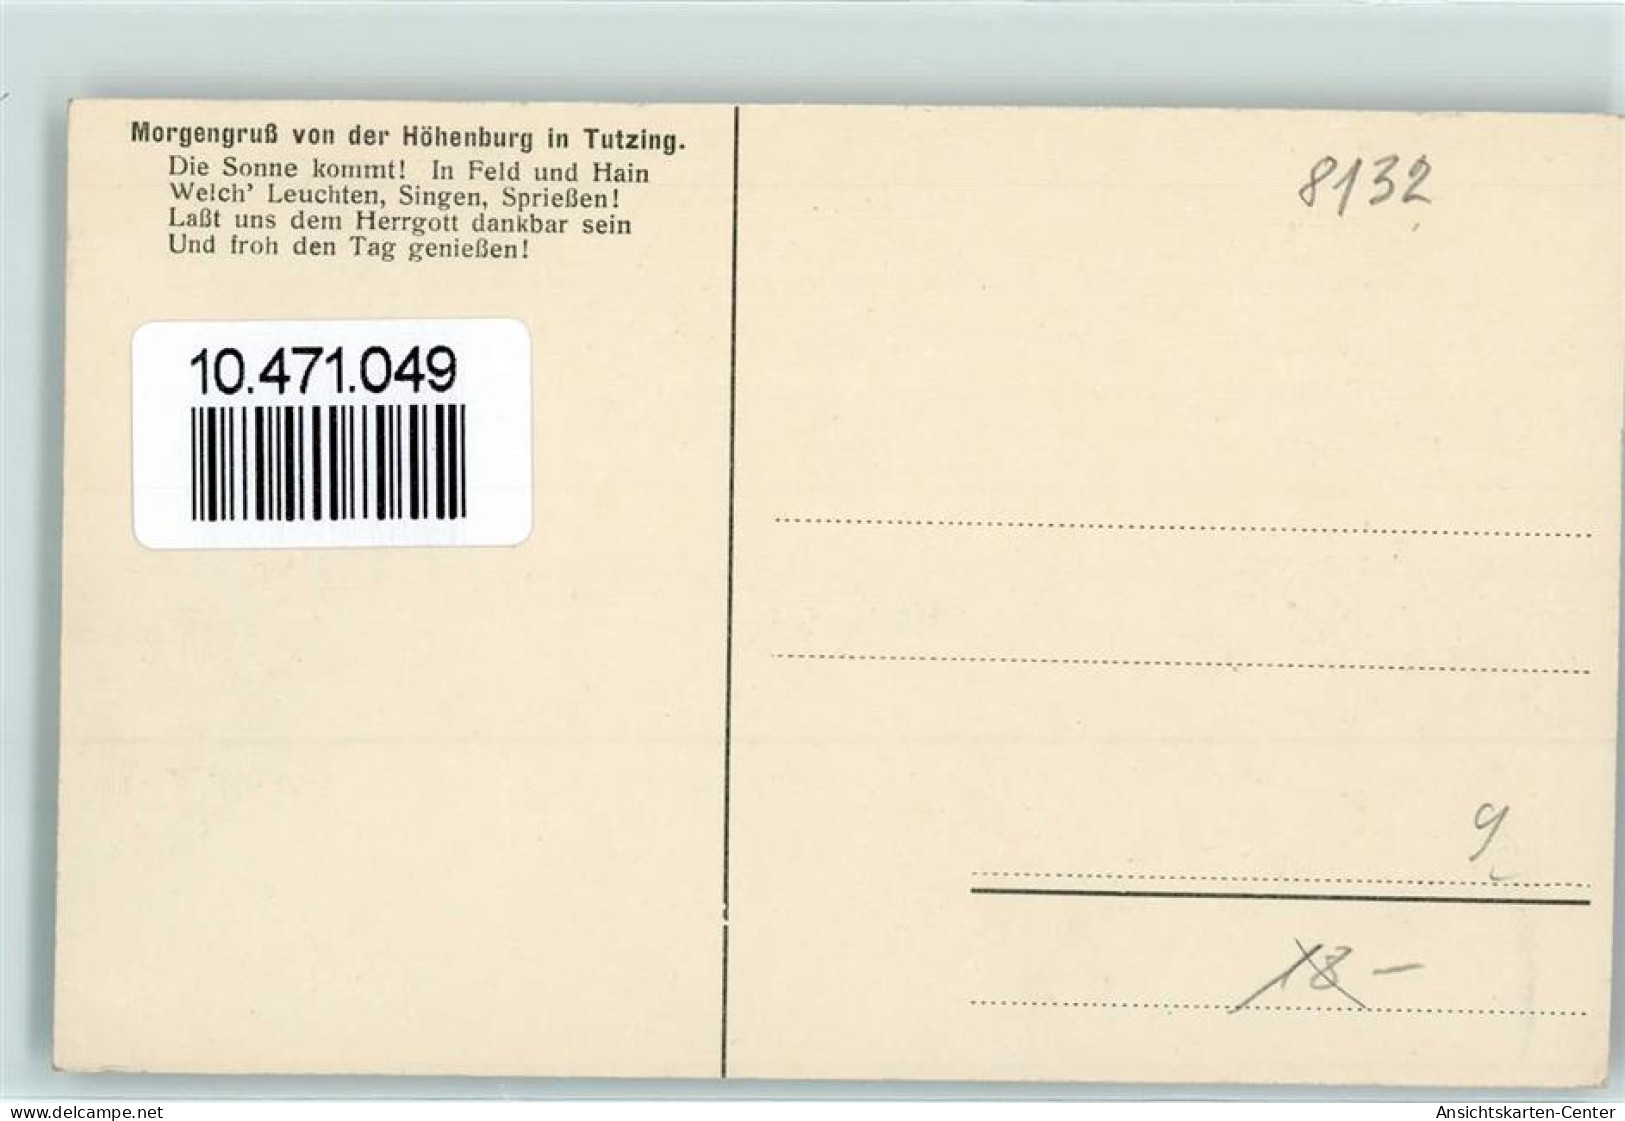 Morgengruß von der Höhenburg in Tutzing.
Die Sonne kommt! In Feld und Hain
Welch' Leuchten, Singen, Sprießen!
Laßt uns dem Herrgott dankbar sein
Und froh den Tag genießen!
10.471.049
8132
9
18 –
www.delcampe.net
Ansichtskarten-Center